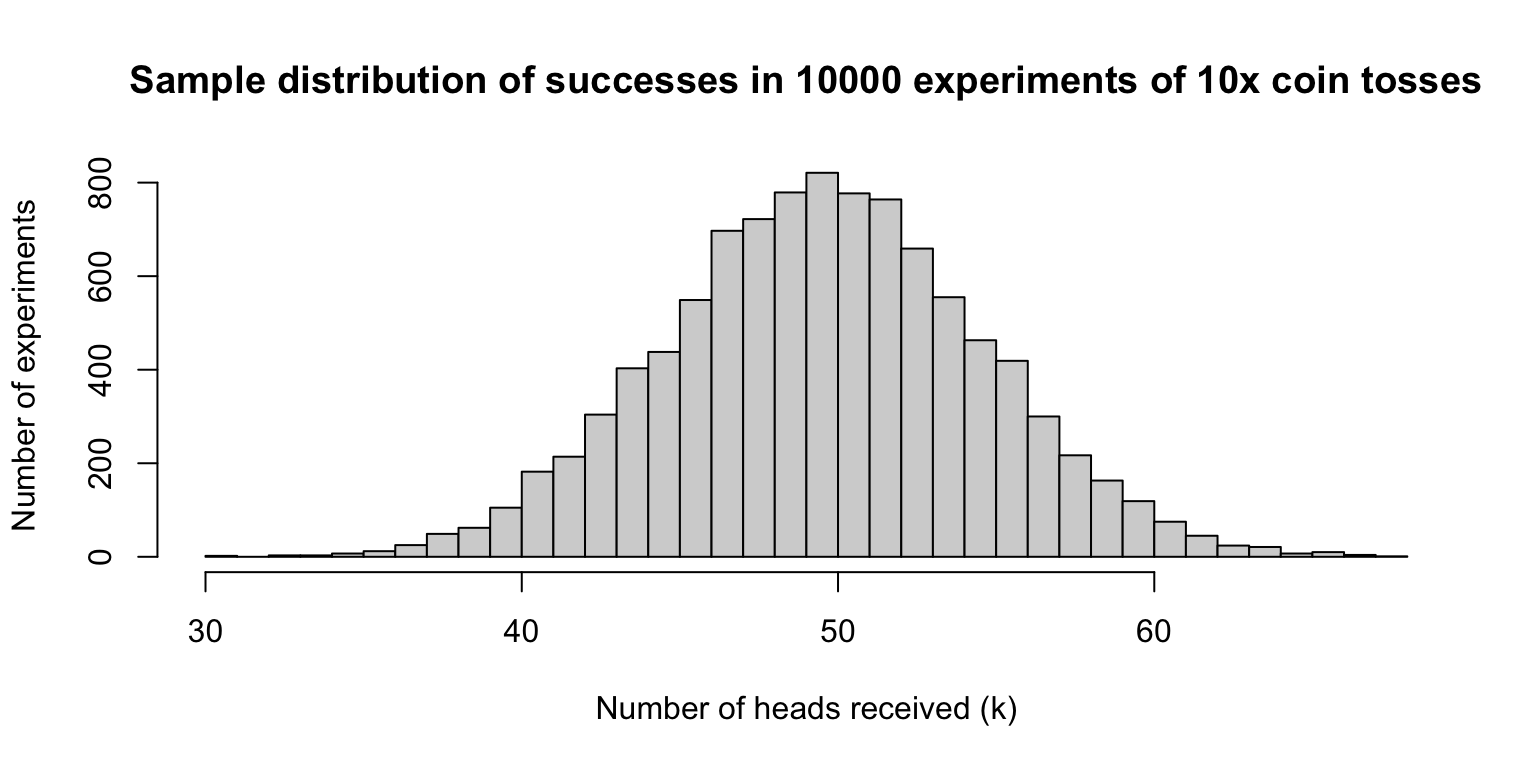 Sample distribution of successes in 10000 experiments of 10x coin tosses
Number of experiments
800
600
400
200
0
30 40 50 60
Number of heads received (k)